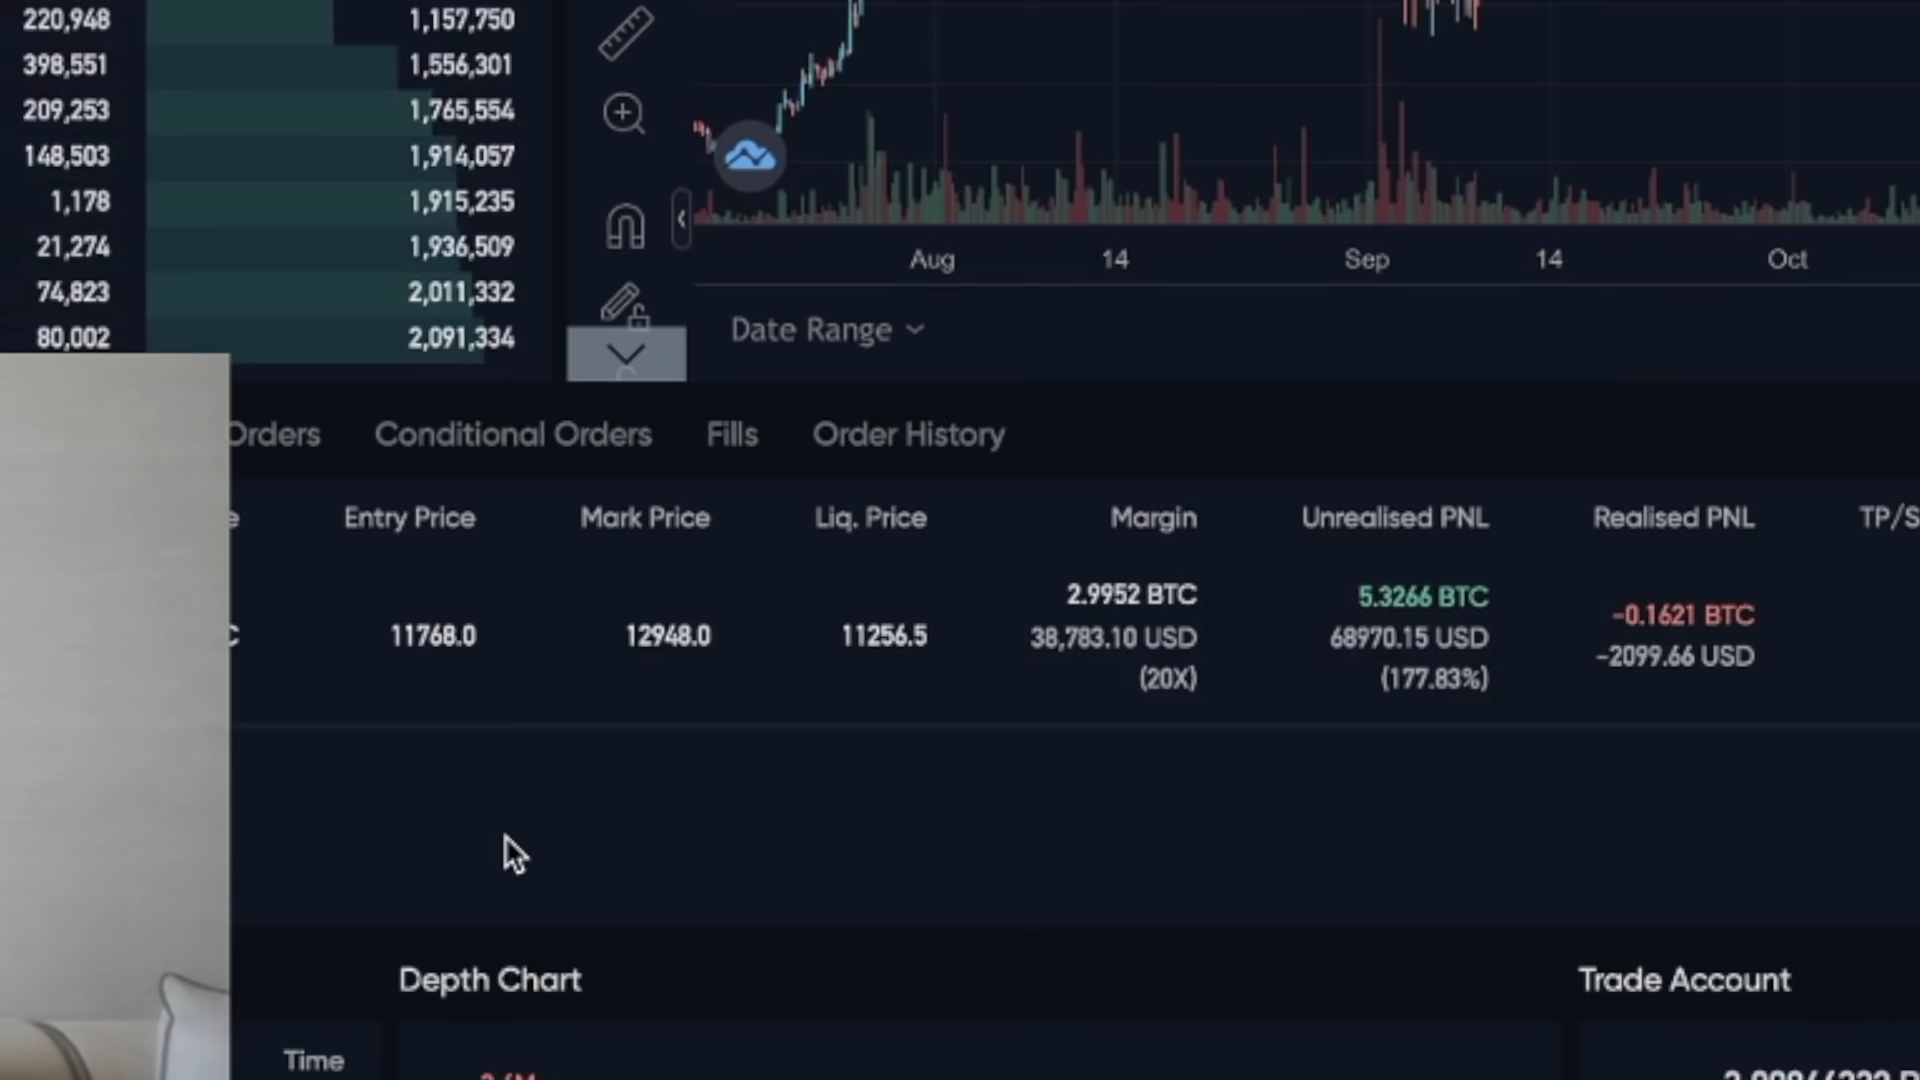 220,948 1,157,750
398,551 1,556,301
209,253 1,765,554
148,503 1,914,057
1,178 1,915,235
21,274 1,936,509
74,823 2,011,332
80,002 2,091,334
Aug 14 Sep 14 Oct
Date Range
Orders Conditional Orders Fills Order History
Entry Price Mark Price Liq. Price Margin Unrealised PNL Realised PNL TP/S
11768.0 12948.0 11256.5
2.9952 BTC
38,783.10 USD
(20X)
5.3266 BTC
68970.15 USD
(177.83%)
-0.1621 BTC
-2099.66 USD
Depth Chart
Trade Account
Time